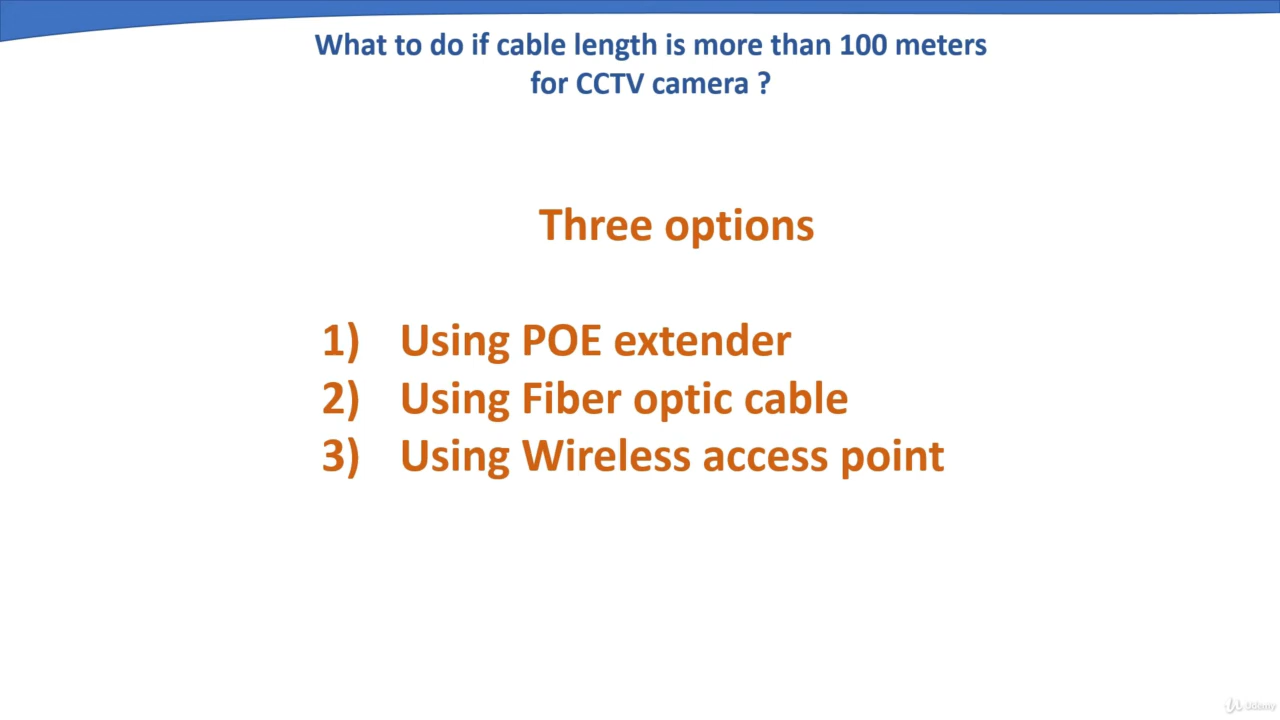 What to do if cable length is more than 100 meters
for CCTV camera ?
Three options
1) Using POE extender
2) Using Fiber optic cable
3) Using Wireless access point
Udemy